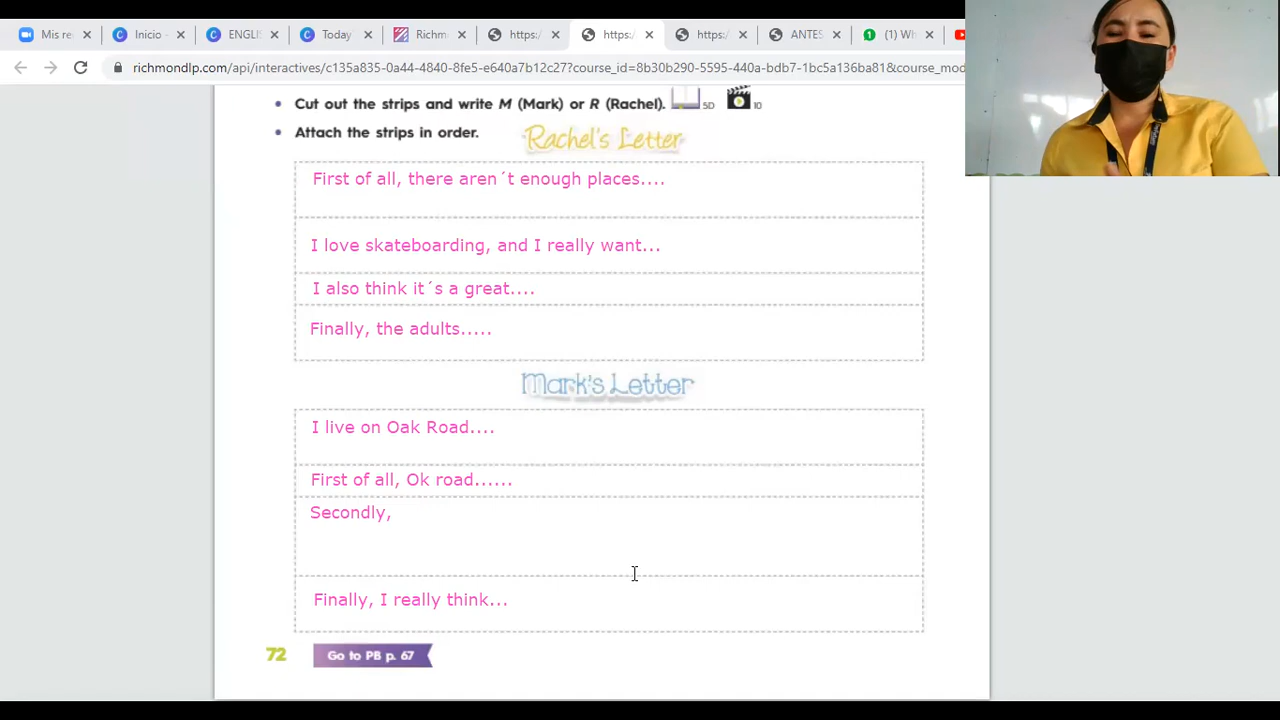 Mis re
Inicio -
ENGLI
Today
Richm
https:/
https:/
https:/
ANTES
(1) Wh
richmondlp.com/api/interactives/c135a835-0a44-4840-8fe5-e640a7b12c27?course_id=8b30b290-5595-440a-bdb7-1bc5a136ba81&course_mod
• Cut out the strips and write M (Mark) or R (Rachel). 5D 10
• Attach the strips in order.
Rachel's Letter
First of all, there aren´t enough places....
I love skateboarding, and I really want...
I also think it´s a great....
Finally, the adults.....
Mark's Letter
I live on Oak Road....
First of all, Ok road......
Secondly,
Finally, I really think...
72 Go to PB p. 67